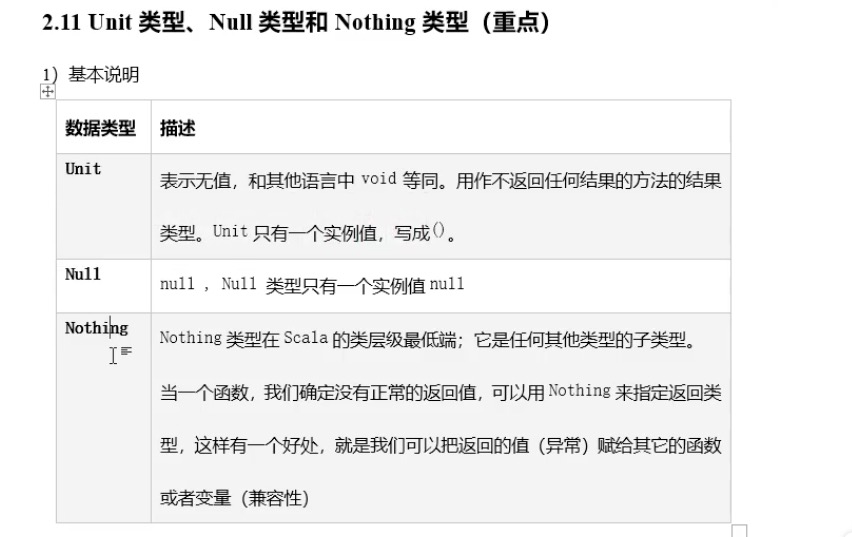 2.11 Unit 类型、Null 类型和 Nothing 类型（重点）
1）基本说明
数据类型 描述
Unit 表示无值，和其他语言中 void 等同。用作不返回任何结果的方法的结果
类型。Unit 只有一个实例值，写成()。
Null null , Null 类型只有一个实例值 null
Nothing Nothing 类型在 Scala 的类层级最低端；它是任何其他类型的子类型。
当一个函数，我们确定没有正常的返回值，可以用 Nothing 来指定返回类
型，这样有一个好处，就是我们可以把返回的值（异常）赋给其它的函数
或者变量（兼容性）